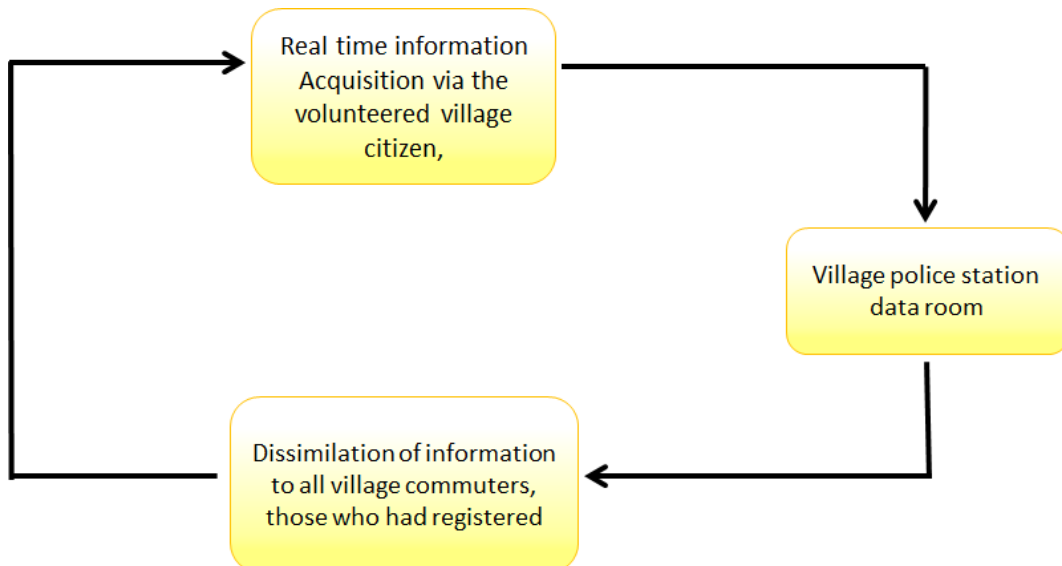 Real time information
Acquisition via the
volunteered village
citizen,
Village police station
data room
Dissimilation of information
to all village commuters,
those who had registered